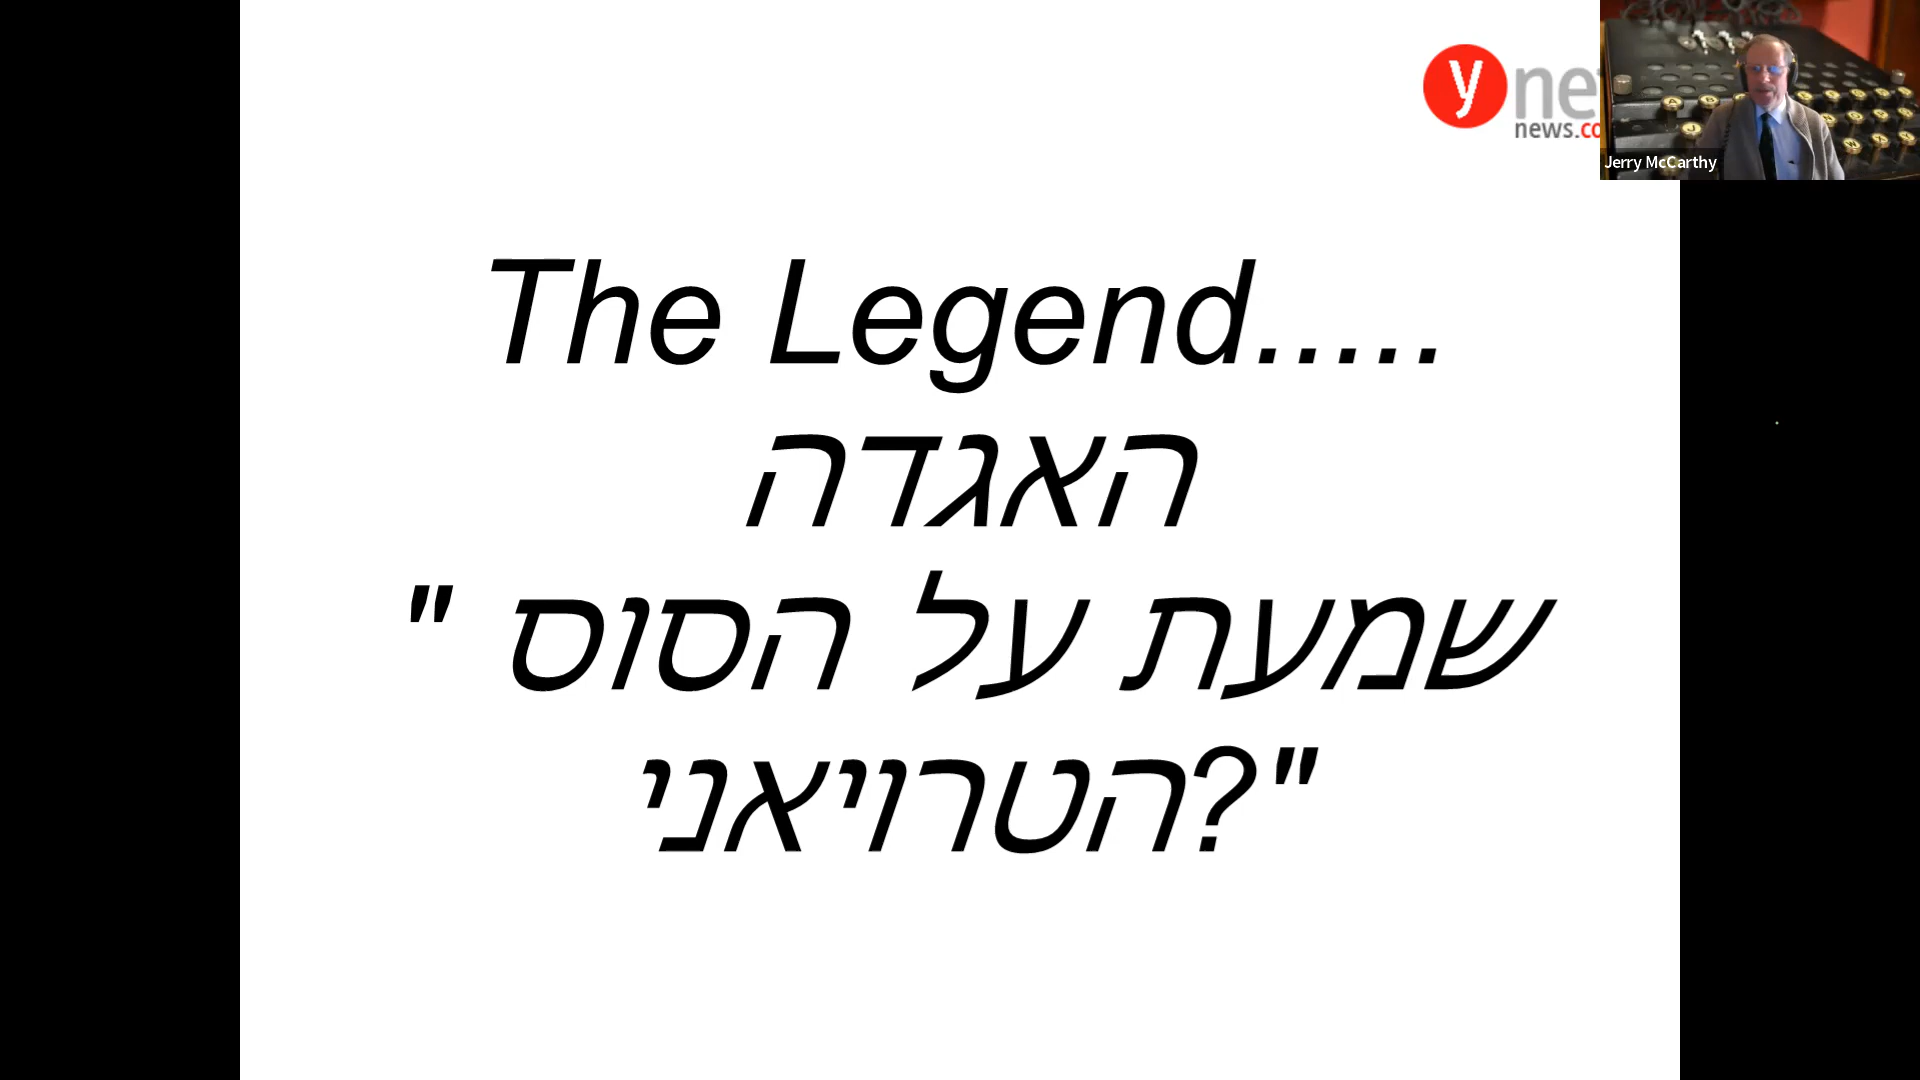 ynet
news.co
Jerry McCarthy
The Legend.....
האגדה
" שמעת על הסוס
הטרויאני?"